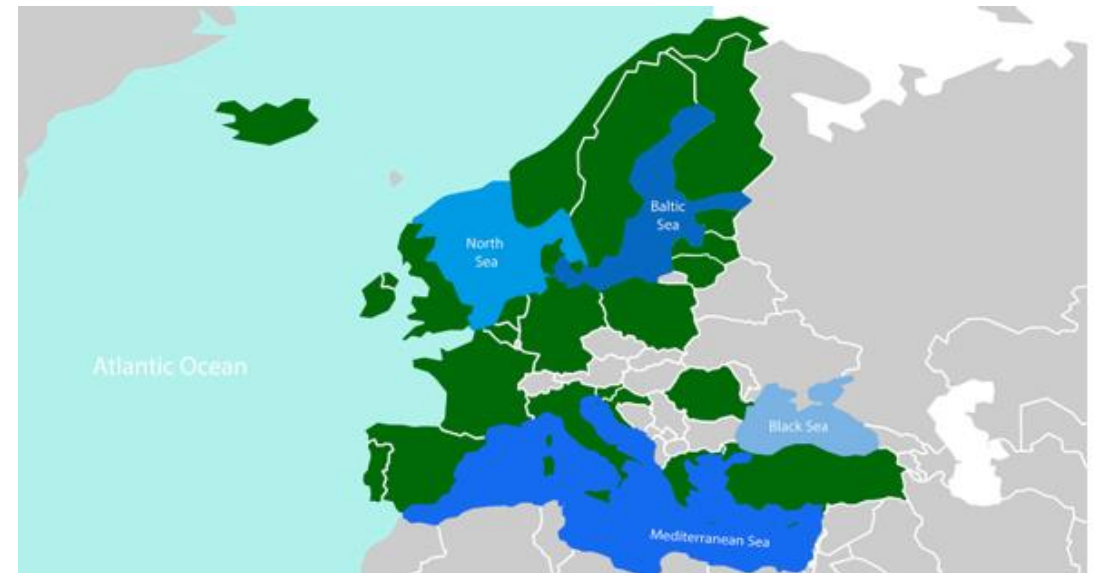 Baltic
Sea
North
Sea
Atlantic Ocean
Black Sea
Mediterranean Sea